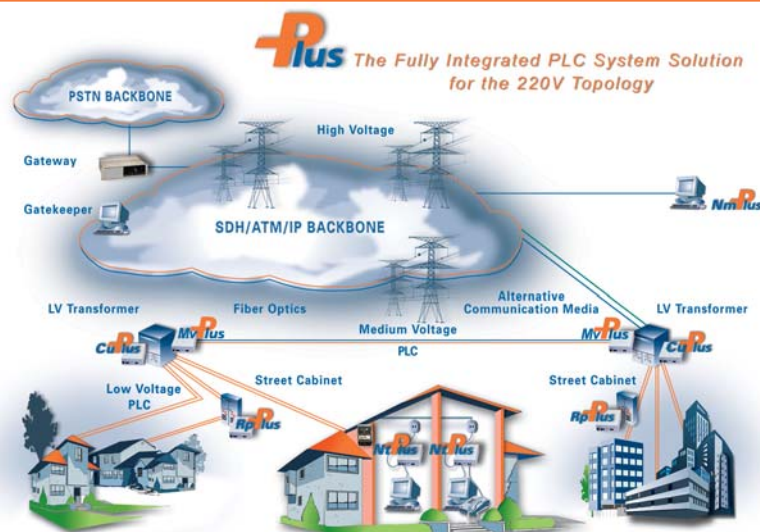 Plus The Fully Integrated PLC System Solution
for the 220V Topology
PSTN BACKBONE
High Voltage
Gateway
Gatekeeper
NmPlus
SDH/ATM/IP BACKBONE
LV Transformer
Fiber Optics
Alternative
Communication Media
LV Transformer
CuPlus
MvPlus
Medium Voltage
PLC
MvPlus
CuPlus
Low Voltage
PLC
Street Cabinet
Street Cabinet
RpPlus
RpPlus
NtPlus
NtPlus